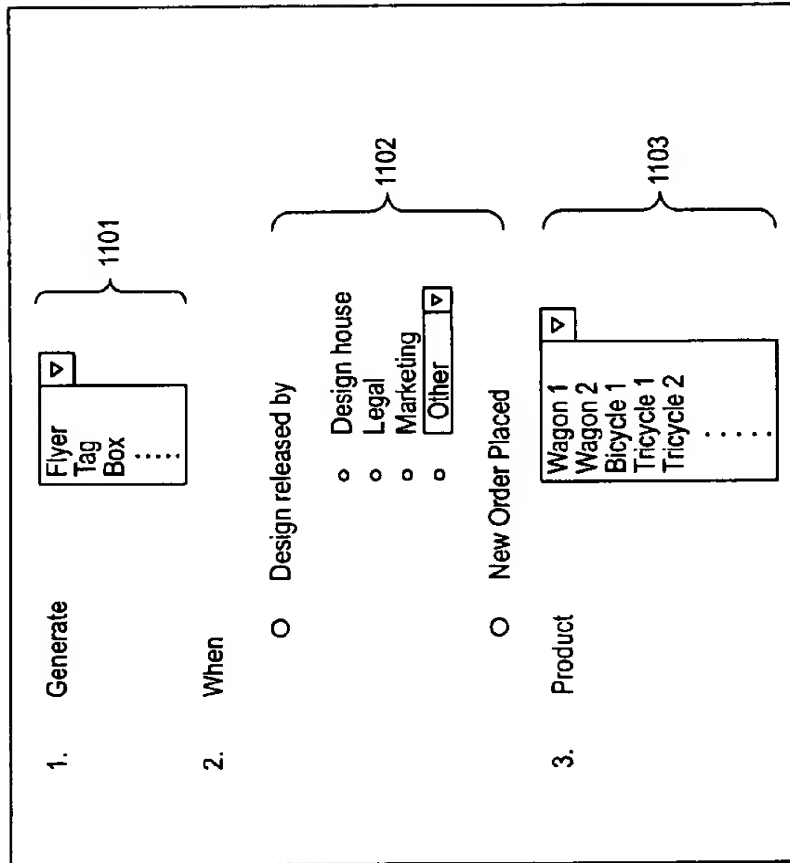 1. Generate
Flyer
Tag
Box
. . . . .
1101
2. When
Design released by
Design house
Legal
Marketing
Other
New Order Placed
1102
3. Product
Wagon 1
Wagon 2
Bicycle 1
Tricycle 1
Tricycle 2
. . . . .
1103